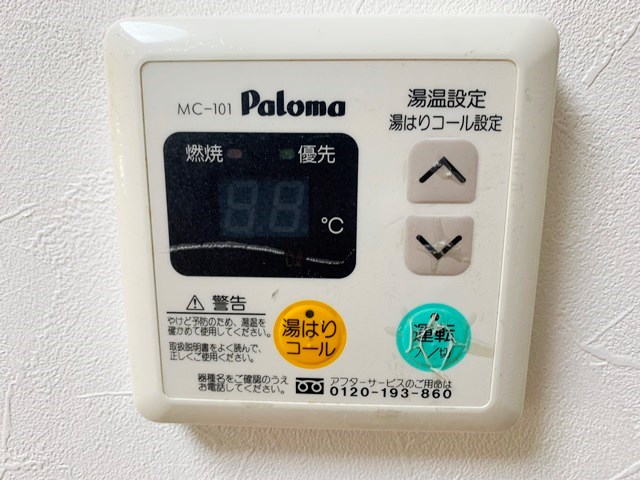 MC-101 Paloma
湯温設定
湯はりコール設定
燃焼 優先
88
℃
警告
やけど予防のため、湯温を
確かめて使用してください。
取扱説明書をよく読んで、
正しくご使用ください。
湯はり
コール
運転
入/切
器種名をご確認のうえ
お電話してください。
アフターサービスのご用命は
0120-193-860